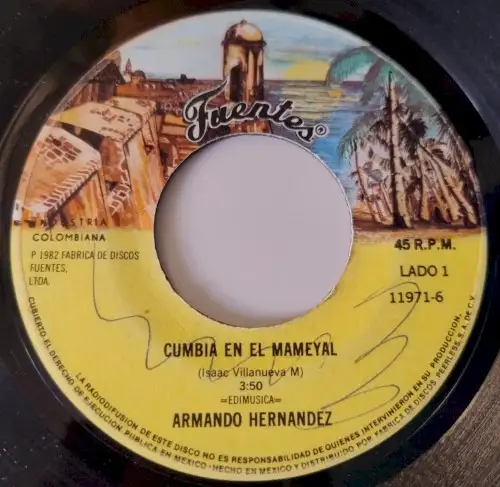 Fuentes®
INDUSTRIA
COLOMBIANA
P 1982 FABRICA DE DISCOS
FUENTES,
LTDA.
45 R.P.M.
LADO 1
11971-6
CUMBIA EN EL MAMEYAL
(Isaac Villanueva M)
3:50
=EDIMUSICA=
ARMANDO HERNANDEZ
CUBIERTO EL DERECHO DE EJECUCION PUBLICA EN MEXICO - HECHO EN MEXICO Y DISTRIBUIDO POR DISCOS PEERLESS, S.A. DE C.V.
LA RADIODIFUSION DE ESTE DISCO NO ES RESPONSABILIDAD DE QUIENES INTERVINIERON EN SU PRODUCCION.